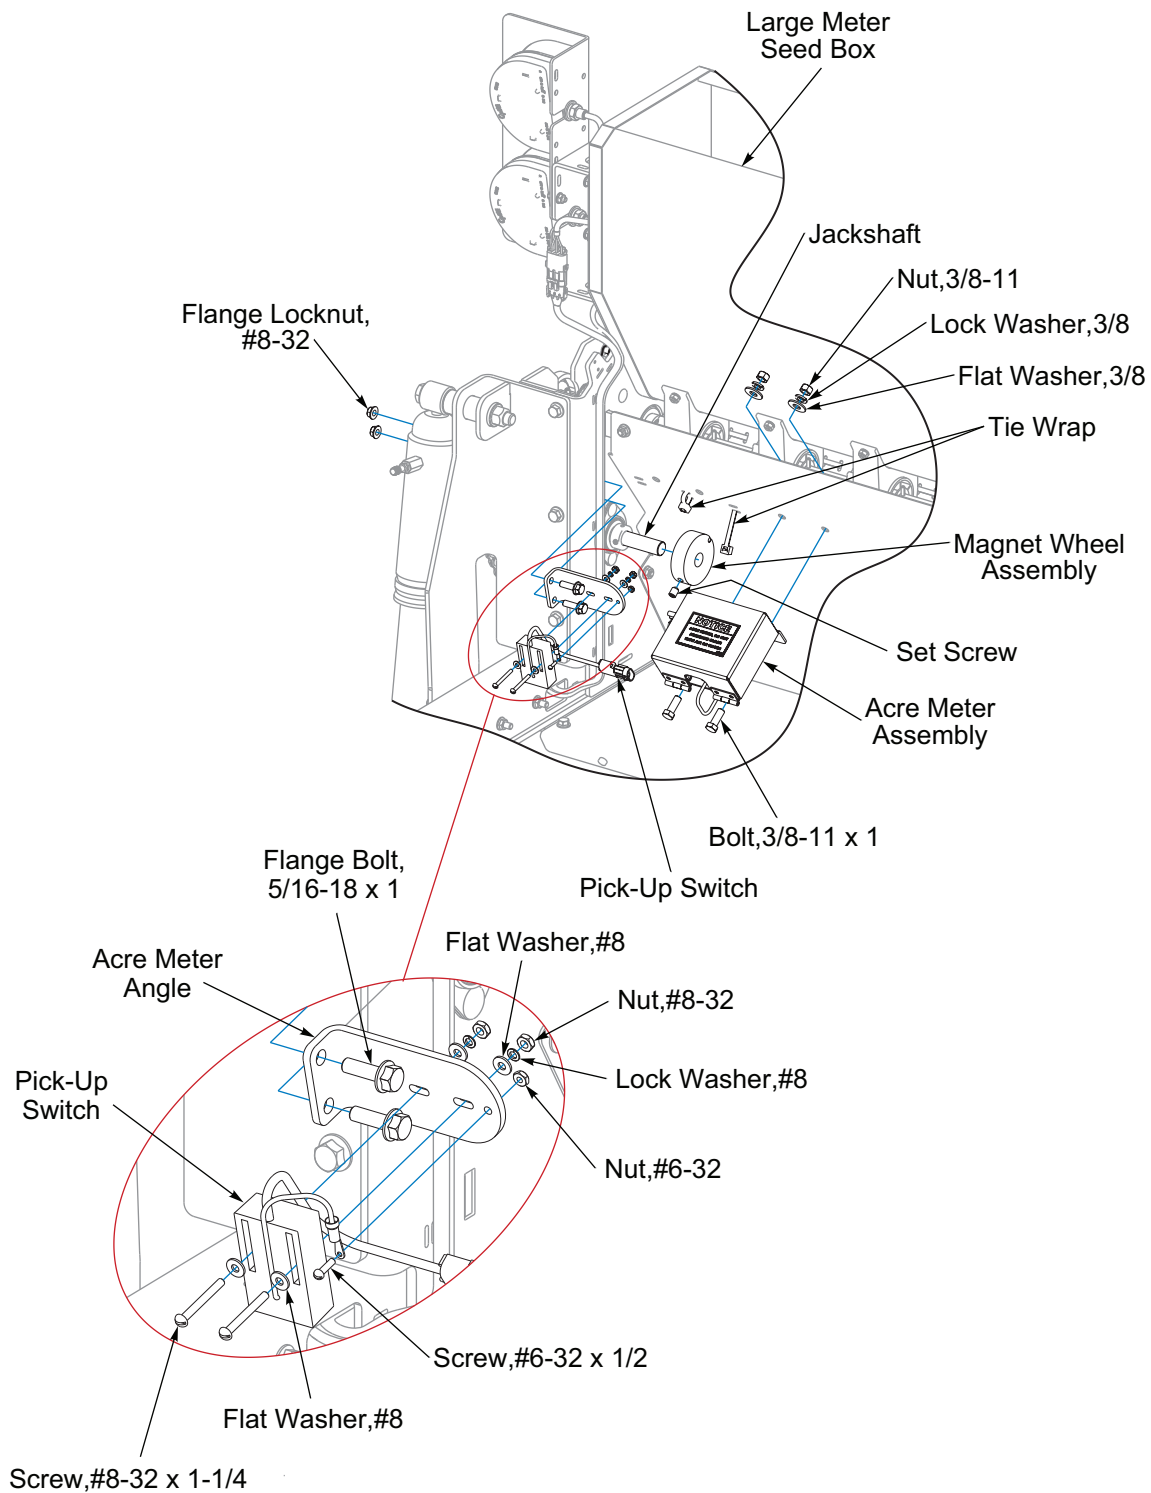 Large Meter
Seed Box
Jackshaft
Nut,3/8-11
Flange Locknut,
#8-32
Lock Washer,3/8
Flat Washer,3/8
Tie Wrap
Magnet Wheel
Assembly
NOTICE
Set Screw
Acre Meter
Assembly
Bolt,3/8-11 x 1
Flange Bolt,
5/16-18 x 1
Pick-Up Switch
Flat Washer,#8
Acre Meter
Angle
Nut,#8-32
Pick-Up
Switch
Lock Washer,#8
Nut,#6-32
Screw,#6-32 x 1/2
Flat Washer,#8
Screw,#8-32 x 1-1/4